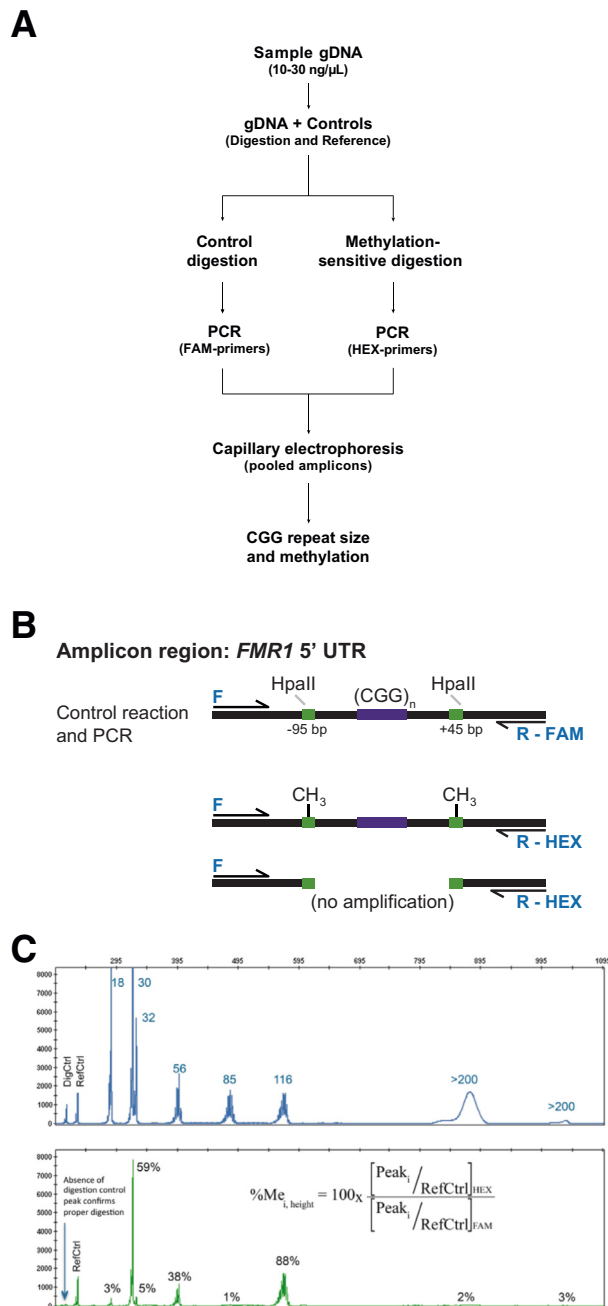 A
Sample gDNA
(10-30 ng/µL)
gDNA + Controls
(Digestion and Reference)
Control
digestion
Methylation-
sensitive digestion
PCR
(FAM-primers)
PCR
(HEX-primers)
Capillary electrophoresis
(pooled amplicons)
CGG repeat size
and methylation
B
Amplicon region: FMR1 5' UTR
Control reaction
and PCR
F
HpaII
(CGG)n
HpaII
-95 bp
+45 bp
R - FAM
F
CH3
CH3
R - HEX
F
(no amplification)
R - HEX
C
295 395 495 595 695 795 895 995 1095
8000
7000
6000
5000
4000
3000
2000
1000
0
DigCtrl
RefCtrl
18
30
32
56
85
116
>200
>200
8000
7000
6000
5000
4000
3000
2000
1000
0
Absence of
digestion control
peak confirms
proper digestion
RefCtrl
3%
59%
5%
38%
1%
88%
2%
3%
%Me i, height = 100x [Peak i / RefCtrl] HEX
[Peak i / RefCtrl] FAM